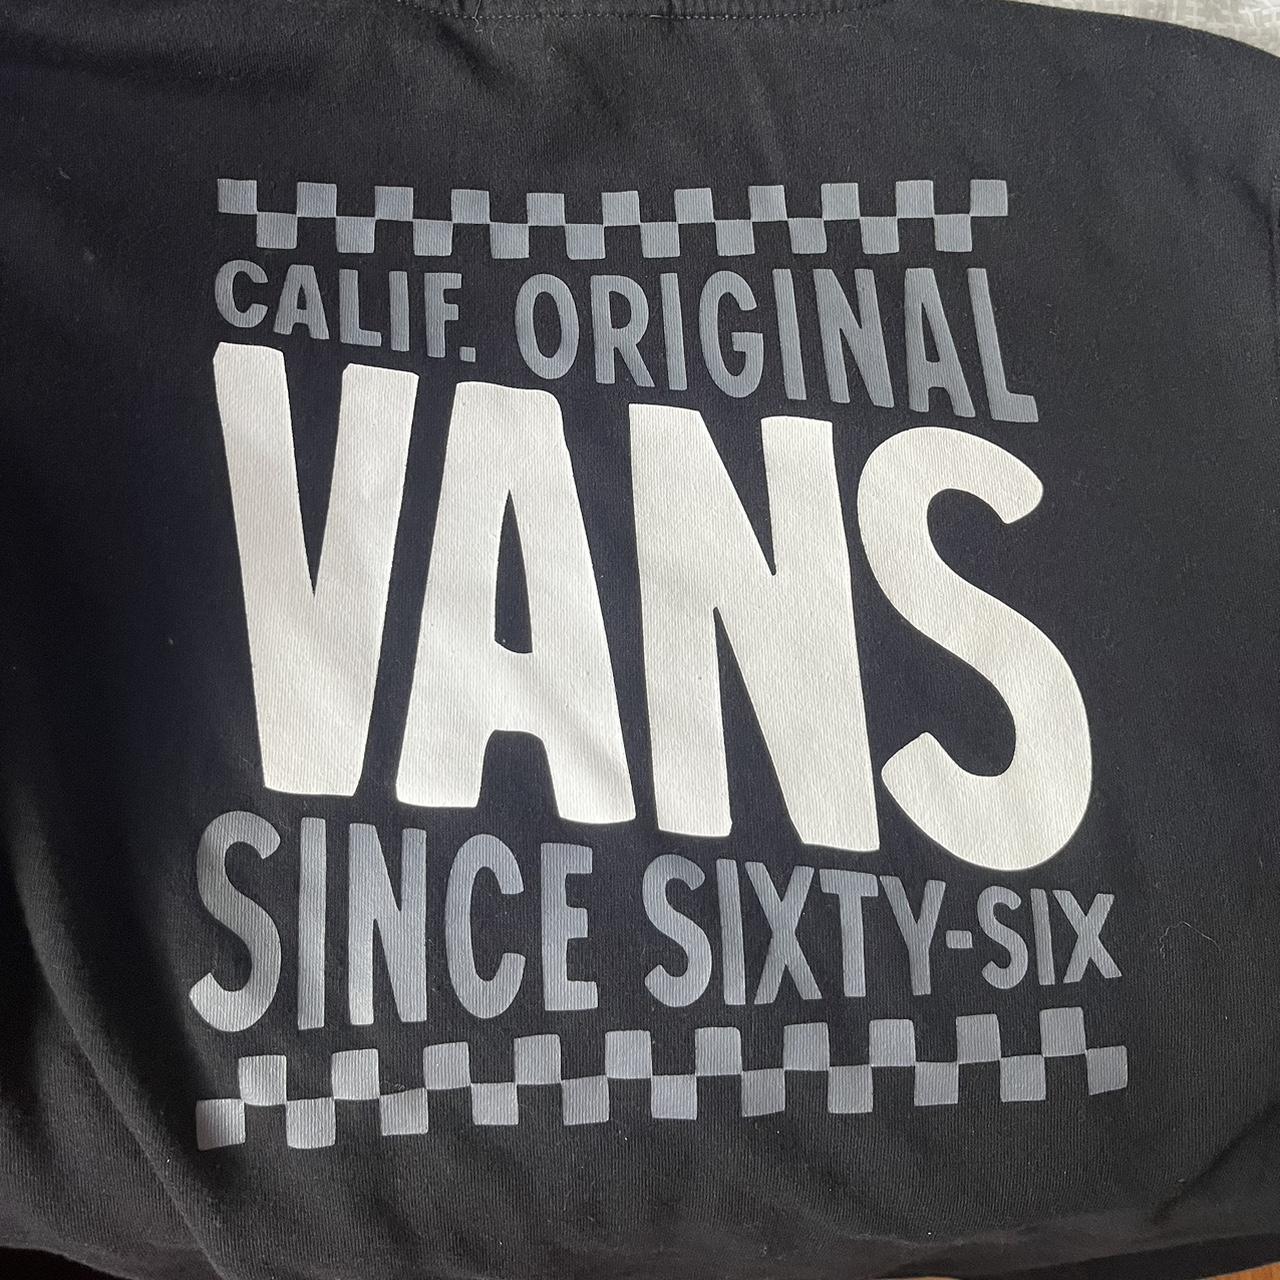 CALIF. ORIGINAL
VANS
SINCE SIXTY-SIX